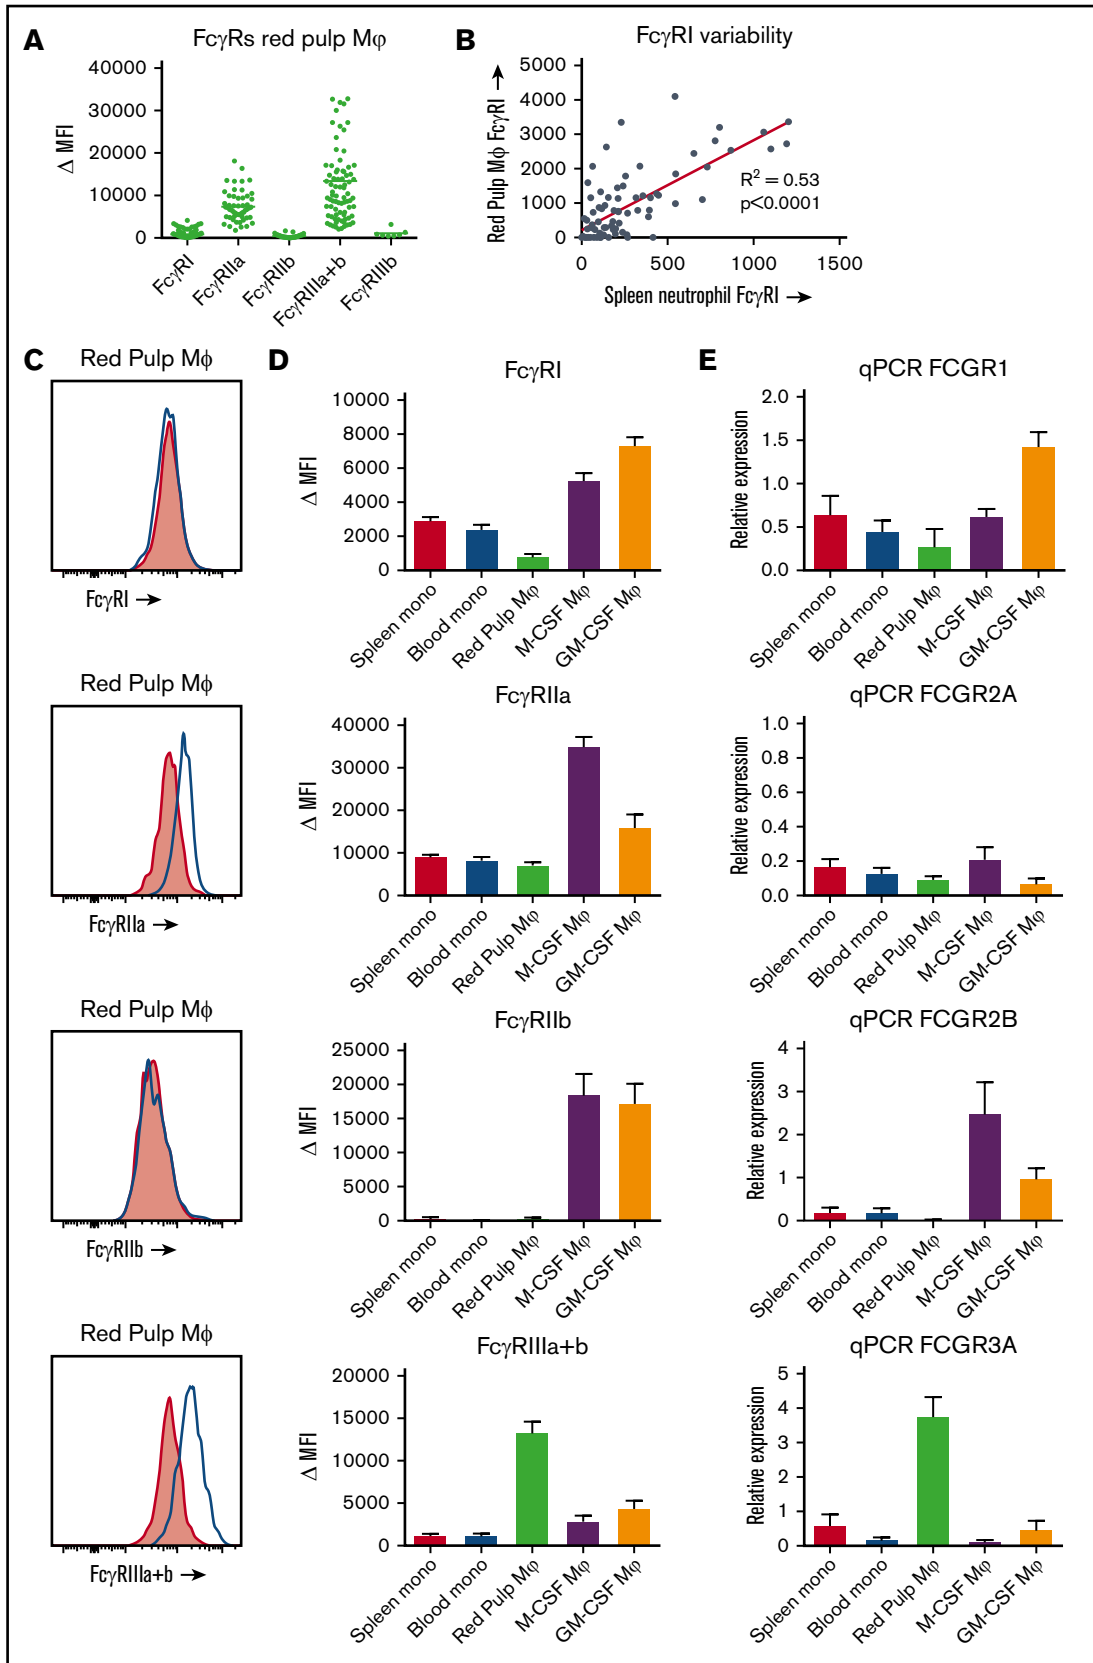 A
FcγRs red pulp Mφ
Δ MFI
40000
30000
20000
10000
0
FcγRI
FcγRIIa
FcγRIIb
FcγRIIIa+b
FcγRIIIb
B
FcγRI variability
Red Pulp Mφ FcγRI →
5000
4000
3000
2000
1000
0
R² = 0.53
p<0.0001
0
500
1000
1500
Spleen neutrophil FcγRI →
C
Red Pulp Mϕ
FcγRI →
Red Pulp Mϕ
FcγRIIa →
Red Pulp Mϕ
FcγRIIb →
Red Pulp Mϕ
FcγRIIIa+b →
D
FcγRI
Δ MFI
10000
8000
6000
4000
2000
0
Spleen mono
Blood mono
Red Pulp Mφ
M-CSF Mφ
GM-CSF Mφ
FcγRIIa
Δ MFI
40000
30000
20000
10000
0
Spleen mono
Blood mono
Red Pulp Mφ
M-CSF Mφ
GM-CSF Mφ
FcγRIIb
Δ MFI
25000
20000
15000
10000
5000
0
Spleen mono
Blood mono
Red Pulp Mφ
M-CSF Mφ
GM-CSF Mφ
FcγRIIIa+b
Δ MFI
20000
15000
10000
5000
0
Spleen mono
Blood mono
Red Pulp Mφ
M-CSF Mφ
GM-CSF Mφ
E
qPCR FCGR1
Relative expression
2.0
1.5
1.0
0.5
0.0
Spleen mono
Blood mono
Red Pulp Mφ
M-CSF Mφ
GM-CSF Mφ
qPCR FCGR2A
Relative expression
1.0
0.8
0.6
0.4
0.2
0.0
Spleen mono
Blood mono
Red Pulp Mφ
M-CSF Mφ
GM-CSF Mφ
qPCR FCGR2B
Relative expression
4
3
2
1
0
Spleen mono
Blood mono
Red Pulp Mφ
M-CSF Mφ
GM-CSF Mφ
qPCR FCGR3A
Relative expression
5
4
3
2
1
0
Spleen mono
Blood mono
Red Pulp Mφ
M-CSF Mφ
GM-CSF Mφ